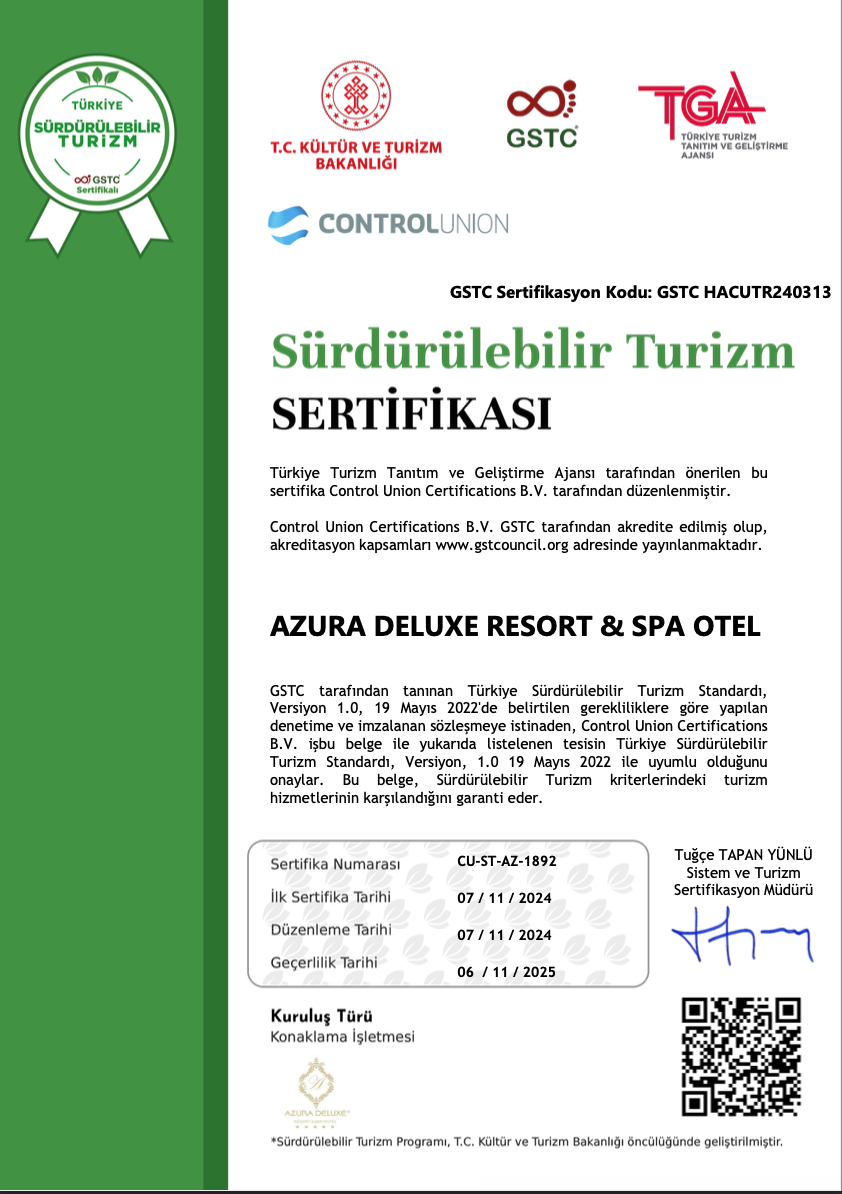 TÜRKİYE
SÜRDÜRÜLEBİLİR
TURİZM
GSTC
Sertifikalı
T.C. KÜLTÜR VE TURİZM
BAKANLIĞI
GSTC
TGA
TÜRKİYE TURİZM
TANITIM VE GELİŞTİRME
AJANSI
CONTROLUNION
GSTC Sertifikasyon Kodu: GSTC HACUTR240313
Sürdürülebilir Turizm
SERTİFİKASI
Türkiye Turizm Tanıtım ve Geliştirme Ajansı tarafından önerilen bu
sertifika Control Union Certifications B.V. tarafından düzenlenmiştir.
Control Union Certifications B.V. GSTC tarafından akredite edilmiş olup,
akreditasyon kapsamları www.gstcouncil.org adresinde yayınlanmaktadır.
AZURA DELUXE RESORT & SPA OTEL
GSTC tarafından tanınan Türkiye Sürdürülebilir Turizm Standardı,
Versiyon 1.0, 19 Mayıs 2022'de belirtilen gerekliliklere göre yapılan
denetime ve imzalanan sözleşmeye istinaden, Control Union Certifications
B.V. işbu belge ile yukarıda listelenen tesisin Türkiye Sürdürülebilir
Turizm Standardı, Versiyon, 1.0 19 Mayıs 2022 ile uyumlu olduğunu
onaylar. Bu belge, Sürdürülebilir Turizm kriterlerindeki turizm
hizmetlerinin karşılandığını garanti eder.
Sertifika Numarası CU-ST-AZ-1892
İlk Sertifika Tarihi 07 / 11 / 2024
Düzenleme Tarihi 07 / 11 / 2024
Geçerlilik Tarihi 06 / 11 / 2025
Tuğçe TAPAN YÜNLÜ
Sistem ve Turizm
Sertifikasyon Müdürü
Kuruluş Türü
Konaklama İşletmesi
A
AZURA DELUXE
*Sürdürülebilir Turizm Programı, T.C. Kültür ve Turizm Bakanlığı öncülüğünde geliştirilmiştir.